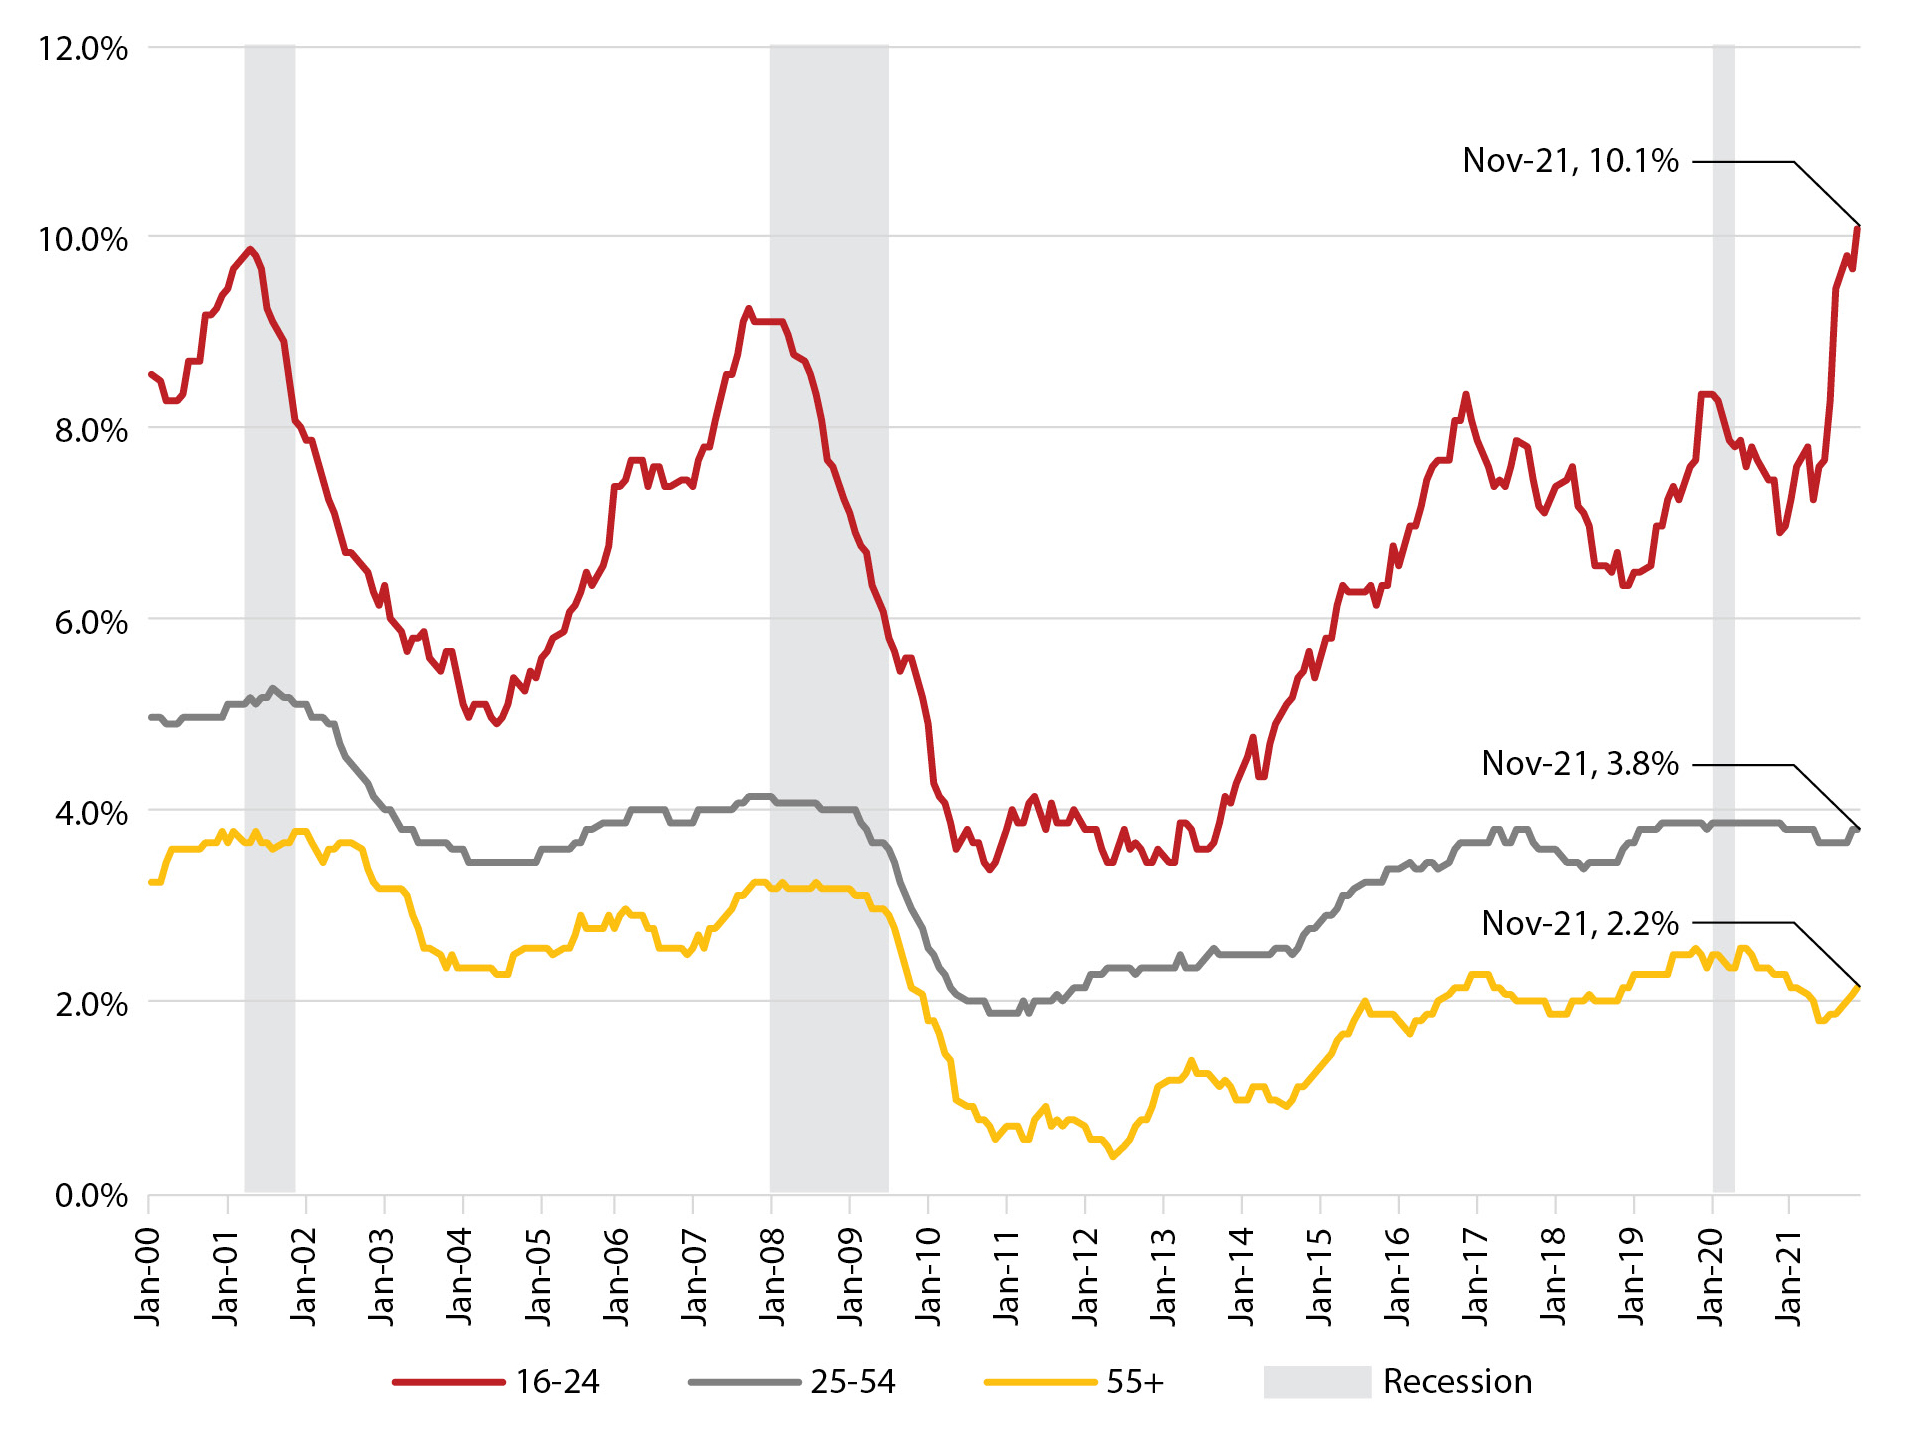 12.0%
Nov-21, 10.1%
10.0%
8.0%
6.0%
Nov-21, 3.8%
4.0%
Nov-21, 2.2%
2.0%
0.0%
Jan-00
Jan-01
Jan-02
Jan-03
Jan-04
Jan-05
Jan-06
Jan-07
Jan-08
Jan-09
Jan-10
Jan-11
Jan-12
Jan-13
Jan-14
Jan-15
Jan-16
Jan-17
Jan-18
Jan-19
Jan-20
Jan-21
16-24
25-54
55+
Recession